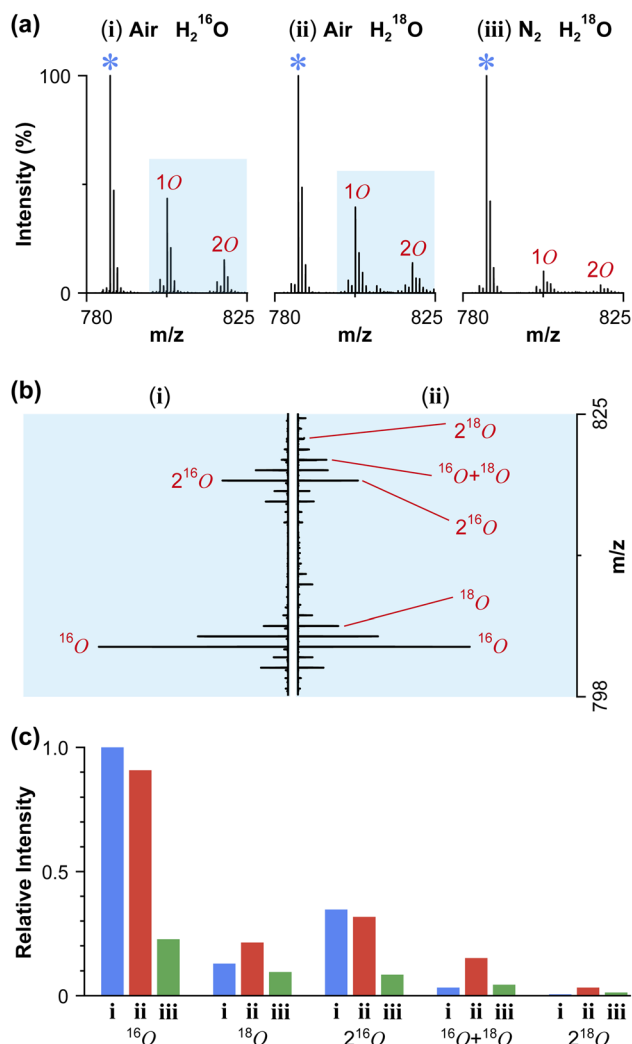 (a)
(i) Air H₂¹⁶O (ii) Air H₂¹⁸O (iii) N₂ H₂¹⁸O
* * *
Intensity (%)
100
50
0
1O 2O 1O 2O 1O 2O
780 825 780 825 780 825
m/z m/z m/z
(b)
(i) (ii)
825
2¹⁸O
¹⁶O+¹⁸O
2¹⁶O
2¹⁶O
m/z
¹⁸O
¹⁶O ¹⁶O
798
(c)
Relative Intensity
1.0
0.5
0
i ii iii i ii iii i ii iii i ii iii i ii iii
¹⁶O ¹⁸O 2¹⁶O ¹⁶O+¹⁸O 2¹⁸O